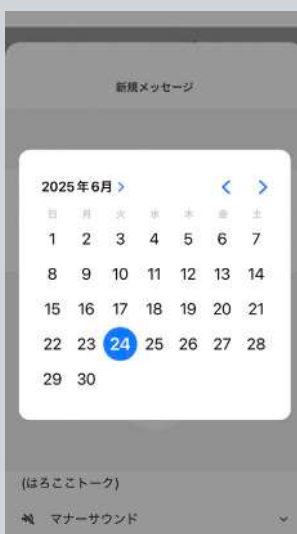 新規メッセージ
2025年6月
日 月 火 水 木 金 土
1 2 3 4 5 6 7
8 9 10 11 12 13 14
15 16 17 18 19 20 21
22 23 24 25 26 27 28
29 30
(はろここトーク)
マナーサウンド